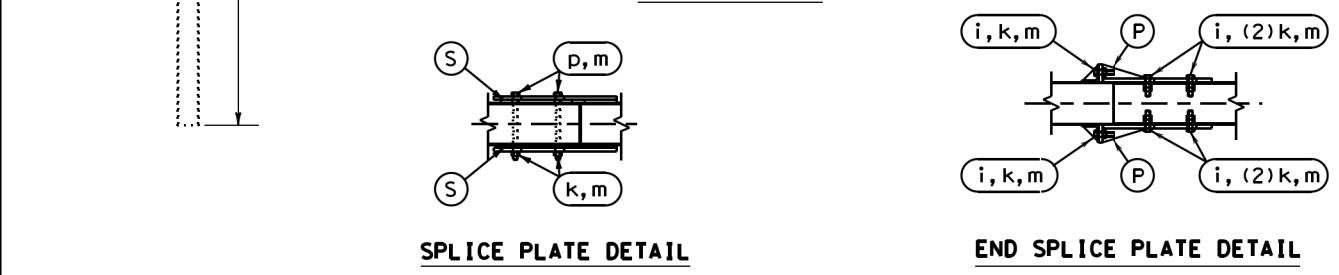 S
p,m
S
k,m
SPLICE PLATE DETAIL
i,k,m
P
i,(2)k,m
i,k,m
P
i,(2)k,m
END SPLICE PLATE DETAIL